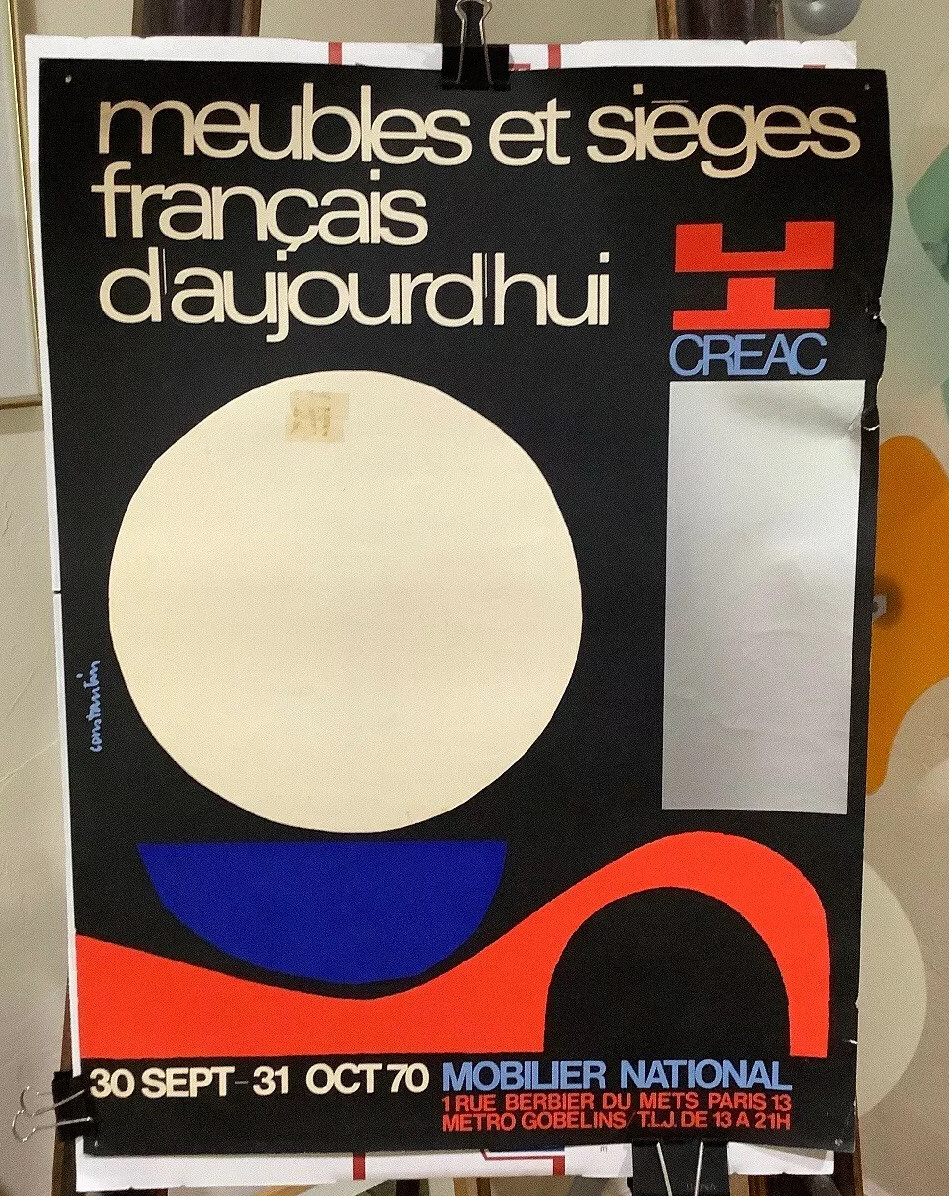 meubles et sièges
français
d'aujourd'hui
CREAC
constantin
30 SEPT-31 OCT 70
MOBILIER NATIONAL
1 RUE BERBIER DU METS PARIS 13
METRO GOBELINS/T.L.J. DE 13 A 21H